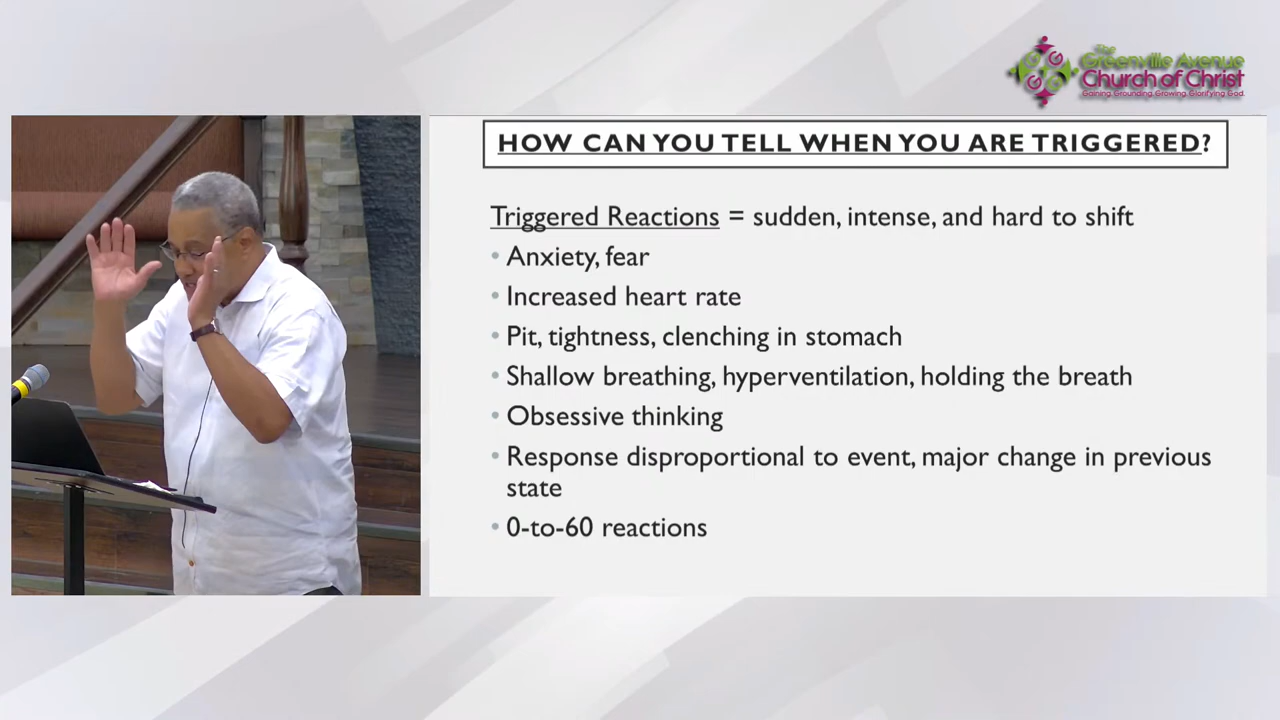 The
Greenville Avenue
Church of Christ
Gaining. Grounding. Growing. Glorifying God.
HOW CAN YOU TELL WHEN YOU ARE TRIGGERED?
Triggered Reactions = sudden, intense, and hard to shift
• Anxiety, fear
• Increased heart rate
• Pit, tightness, clenching in stomach
• Shallow breathing, hyperventilation, holding the breath
• Obsessive thinking
• Response disproportional to event, major change in previous
state
• 0-to-60 reactions